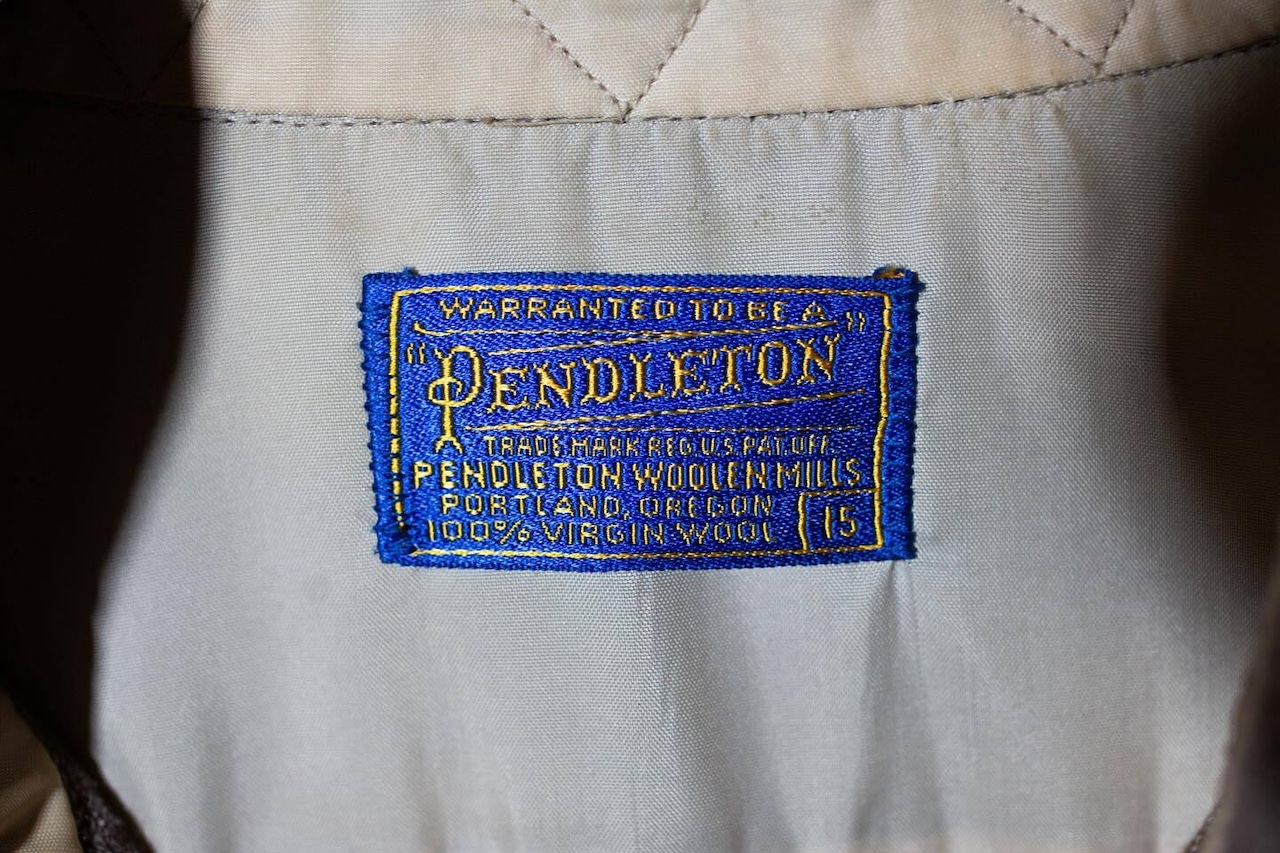 WARRANTED TO BE A
"PENDLETON"
TRADE MARK REG. U.S. PAT. OFF.
PENDLETON WOOLEN MILLS
PORTLAND, OREGON
100% VIRGIN WOOL
15